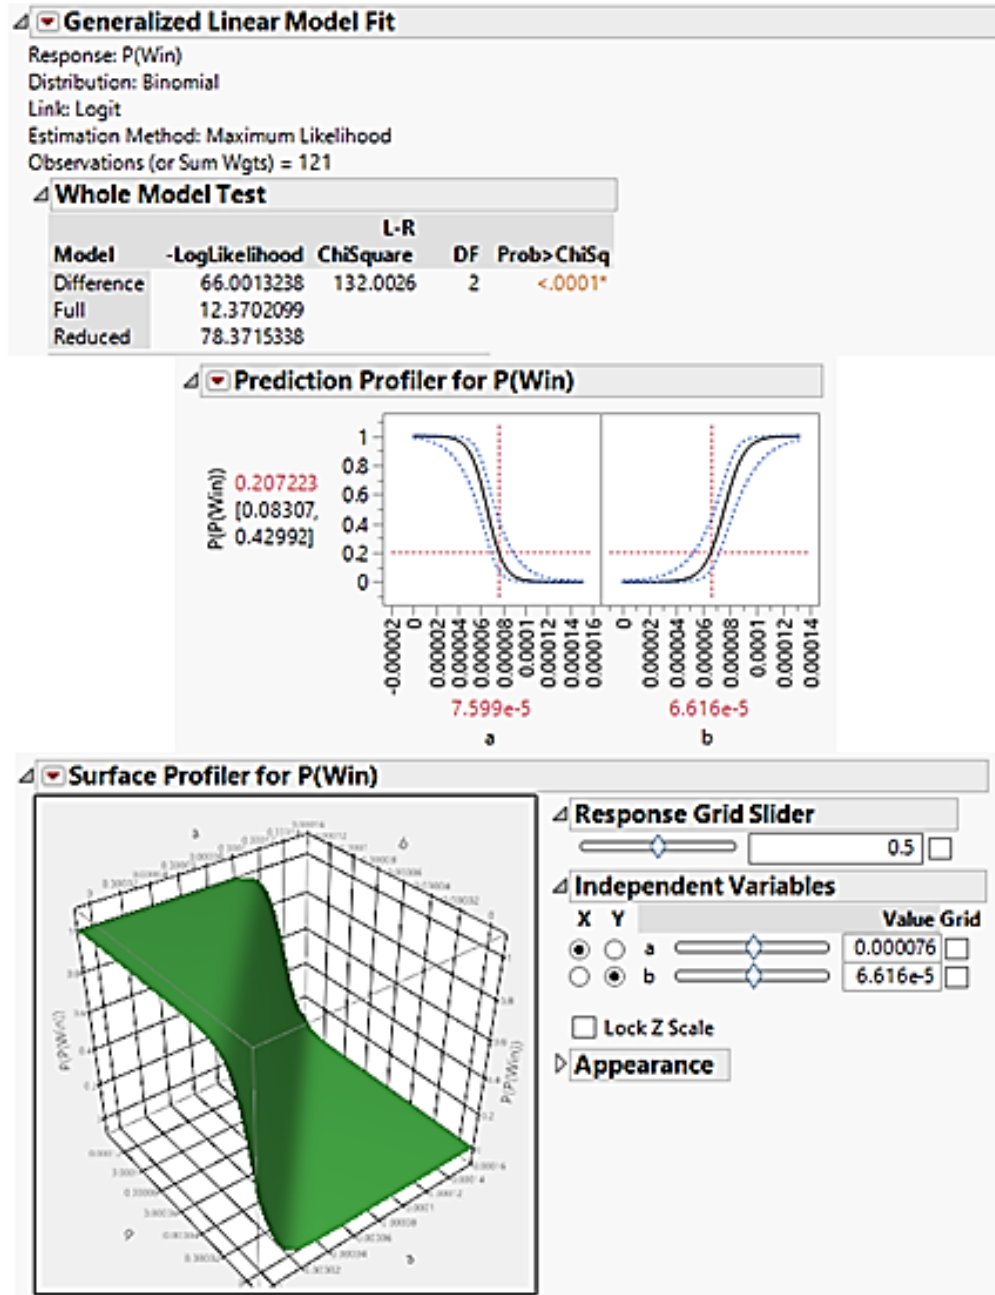 Generalized Linear Model Fit
Response: P(Win)
Distribution: Binomial
Link: Logit
Estimation Method: Maximum Likelihood
Observations (or Sum Wgts) = 121
Whole Model Test
L-R
Model -LogLikelihood ChiSquare DF Prob>ChiSq
Difference 66.0013238 132.0026 2 <.0001*
Full 12.3702099
Reduced 78.3715338
Prediction Profiler for P(Win)
P(P(Win))
0.207223
[0.08307,
0.42992]
1
0.8
0.6
0.4
0.2
0
-0.00002 0 0.00002 0.00004 0.00006 0.00008 0.0001 0.00012 0.00014 0.00016
0 0.00002 0.00004 0.00006 0.00008 0.0001 0.00012 0.00014
7.599e-5 6.616e-5
a b
Surface Profiler for P(Win)
P(P(Win))
P(P(Win))
Response Grid Slider
0.5
Independent Variables
X Y Value Grid
a 0.000076
b 6.616e-5
Lock Z Scale
Appearance